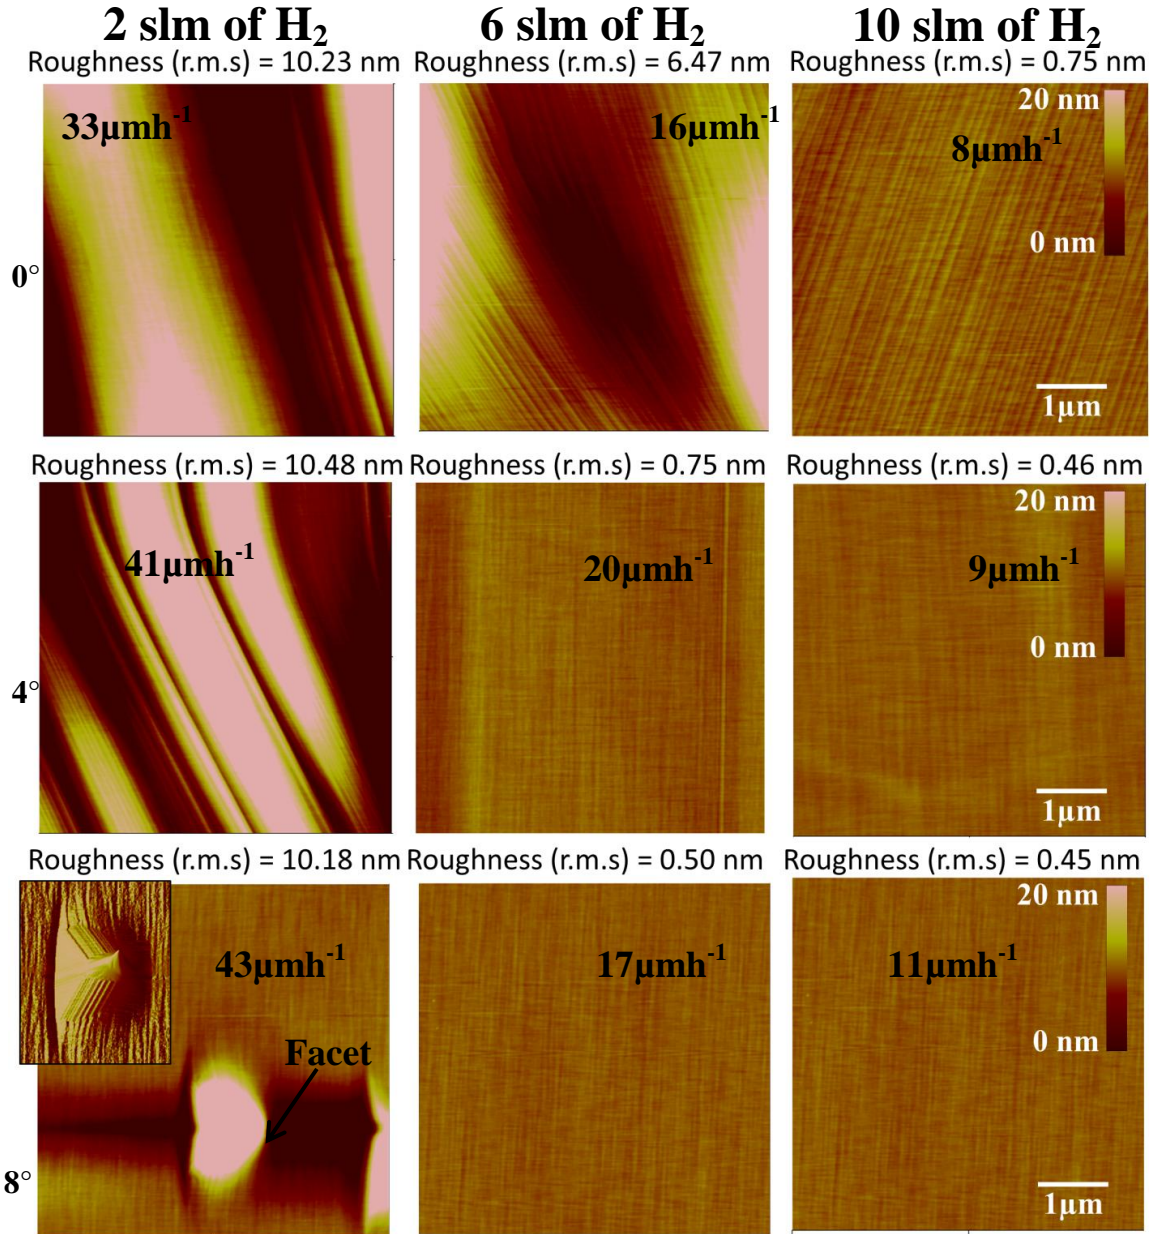 2 slm of H2 6 slm of H2 10 slm of H2
Roughness (r.m.s) = 10.23 nm Roughness (r.m.s) = 6.47 nm Roughness (r.m.s) = 0.75 nm
33µmh-1 16µmh-1 8µmh-1
20 nm
0 nm
0°
1µm
Roughness (r.m.s) = 10.48 nm Roughness (r.m.s) = 0.75 nm Roughness (r.m.s) = 0.46 nm
41µmh-1 20µmh-1 9µmh-1
20 nm
0 nm
4°
1µm
Roughness (r.m.s) = 10.18 nm Roughness (r.m.s) = 0.50 nm Roughness (r.m.s) = 0.45 nm
43µmh-1 17µmh-1 11µmh-1
20 nm
0 nm
Facet
8°
1µm